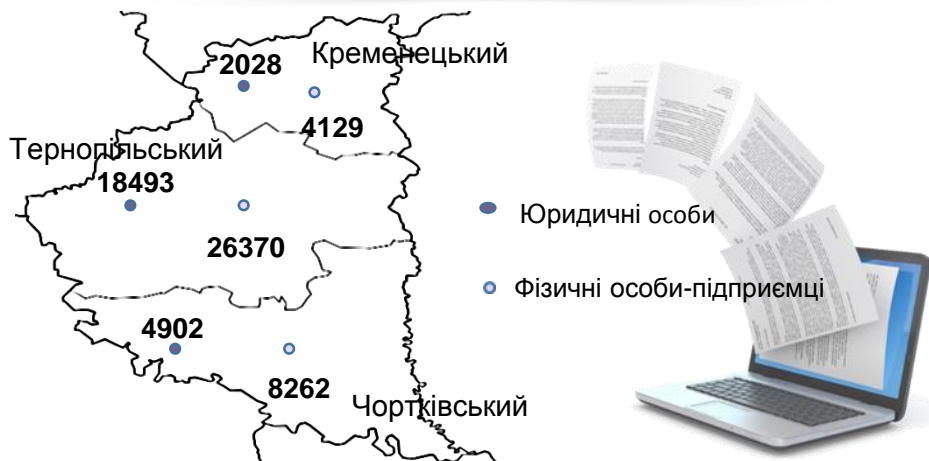 Кременецький
2028
4129
Тернопільський
18493
26370
Юридичні особи
Фізичні особи-підприємці
4902
8262
Чортківський